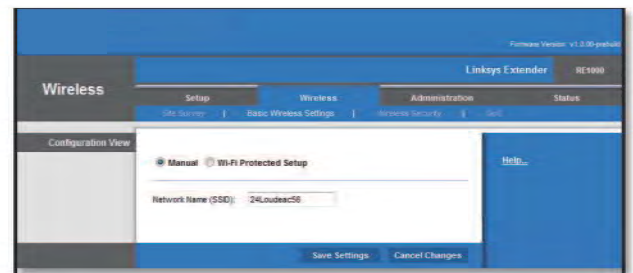 Firmware Version: v1.0.00-prebuild
Linksys Extender RE1000
Wireless
Setup Wireless Administration Status
Site Survey | Basic Wireless Settings | Wireless Security | QoS
Configuration View
Manual Wi-Fi Protected Setup
Help...
Network Name (SSID): 24Loudeac56
Save Settings Cancel Changes